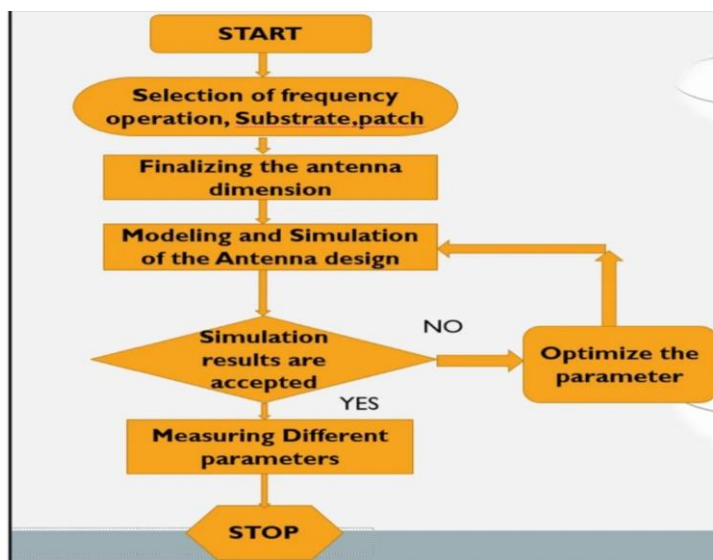 START
Selection of frequency
operation, Substrate,patch
Finalizing the antenna
dimension
Modeling and Simulation
of the Antenna design
Simulation
results are
accepted
NO
Optimize the
parameter
YES
Measuring Different
parameters
STOP